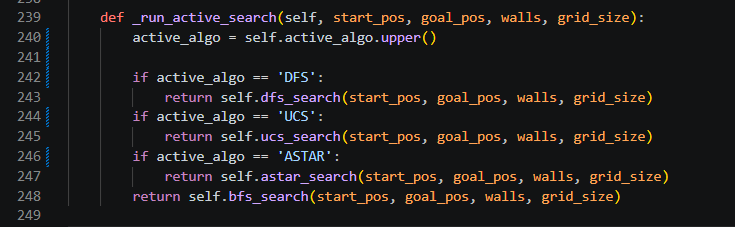 239 def _run_active_search(self, start_pos, goal_pos, walls, grid_size):
240 active_algo = self.active_algo.upper()
241
242 if active_algo == 'DFS':
243 return self.dfs_search(start_pos, goal_pos, walls, grid_size)
244 if active_algo == 'UCS':
245 return self.ucs_search(start_pos, goal_pos, walls, grid_size)
246 if active_algo == 'ASTAR':
247 return self.astar_search(start_pos, goal_pos, walls, grid_size)
248 return self.bfs_search(start_pos, goal_pos, walls, grid_size)
249